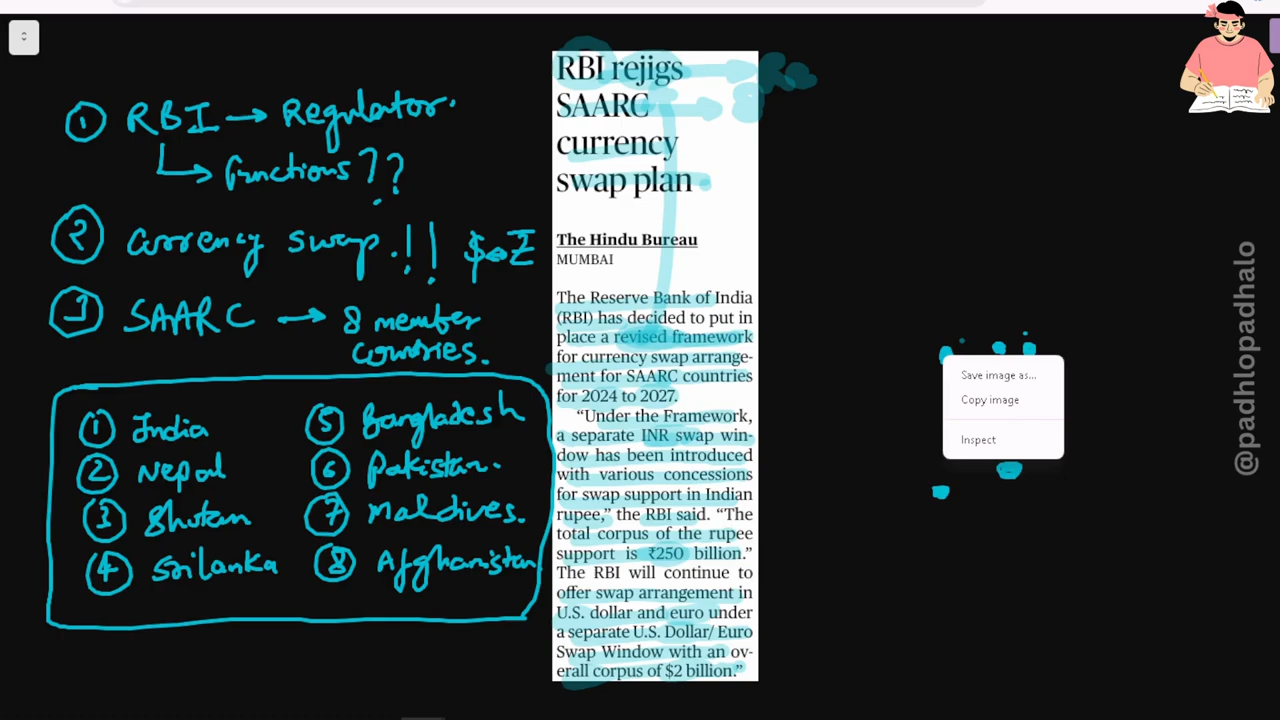 ① RBI → Regulator.
↳ functions ??
② Currency swap.!! $↔
③ SAARC → 8 member
countries.
① India
② Nepal
③ Bhutan
④ Srilanka
⑤ Bangladesh
⑥ Pakistan.
⑦ Maldives.
⑧ Afghanistan
RBI rejigs
SAARC
currency
swap plan
The Hindu Bureau
MUMBAI
The Reserve Bank of India
(RBI) has decided to put in
place a revised framework
for currency swap arrange-
ment for SAARC countries
for 2024 to 2027.
“Under the Framework,
a separate INR swap win-
dow has been introduced
with various concessions
for swap support in Indian
rupee,” the RBI said. “The
total corpus of the rupee
support is ₹250 billion.”
The RBI will continue to
offer swap arrangement in
U.S. dollar and euro under
a separate U.S. Dollar/ Euro
Swap Window with an ov-
erall corpus of $2 billion.”
8
Save image as...
Copy image
Inspect
@padhlopadhalo